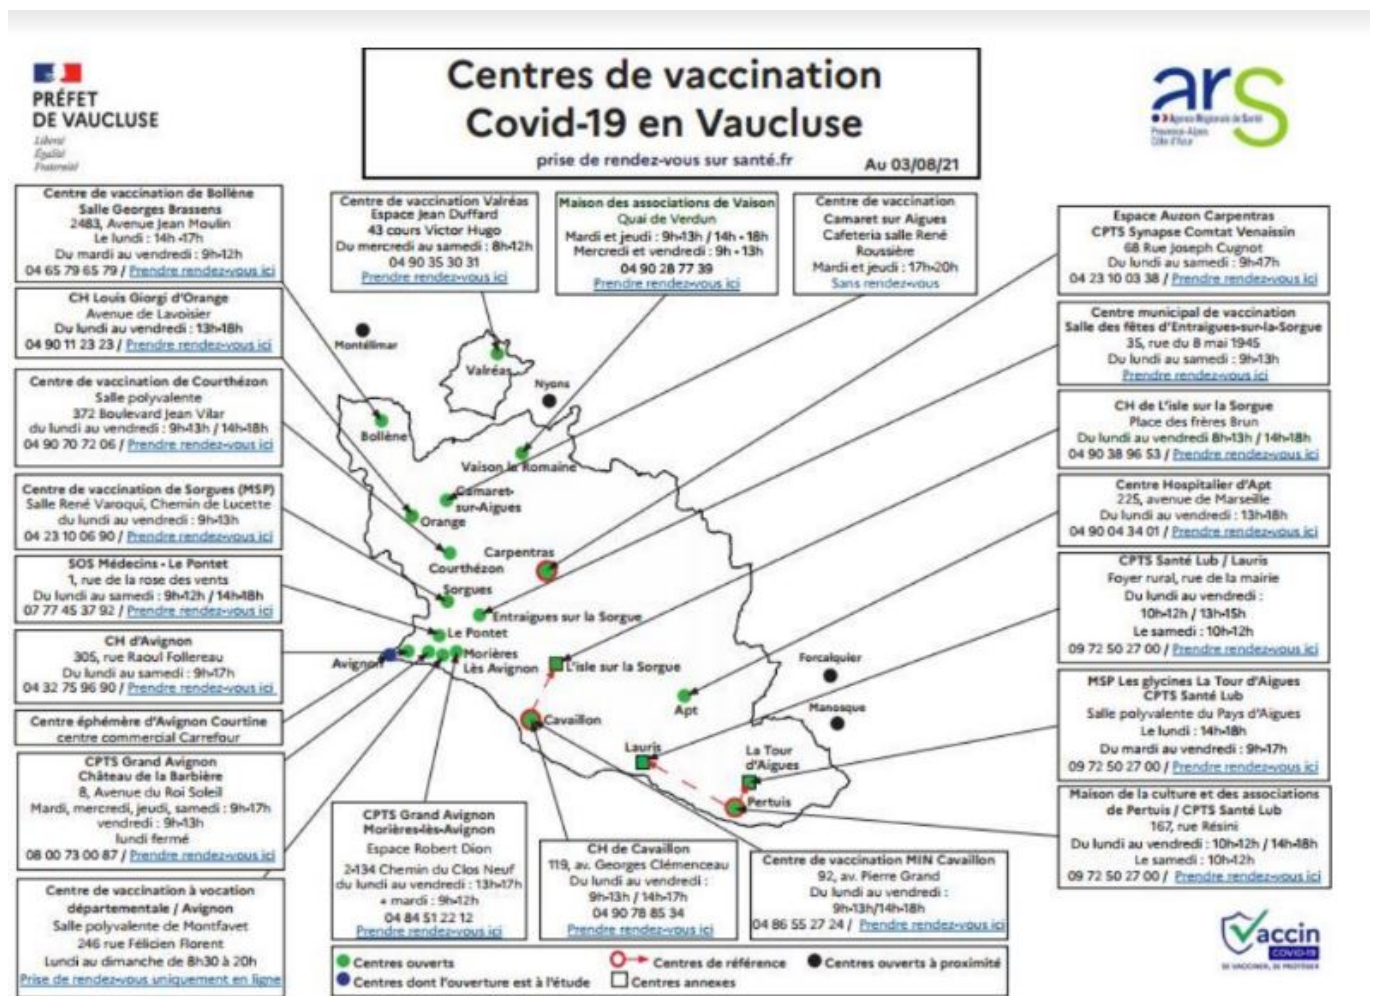 PRÉFET
DE VAUCLUSE
Liberté
Égalité
Fraternité
Centres de vaccination
Covid-19 en Vaucluse
prise de rendez-vous sur santé.fr
Au 03/08/21
ars
Agence Régionale de Santé
Provence-Alpes
Côte d'Azur
Centre de vaccination de Bollène
Salle Georges Brassens
2483, Avenue Jean Moulin
Le lundi : 14h -17h
Du mardi au vendredi : 9h-12h
04 65 79 65 79 / Prendre rendez-vous ici
CH Louis Giorgi d'Orange
Avenue de Lavoisier
Du lundi au vendredi : 13h-18h
04 90 11 23 23 / Prendre rendez-vous ici
Centre de vaccination de Courthézon
Salle polyvalente
372 Boulevard Jean Vilar
du lundi au vendredi : 9h-13h / 14h-18h
04 90 70 72 06 / Prendre rendez-vous ici
Centre de vaccination de Sorgues (MSP)
Salle René Varoqui, Chemin de Lucette
du lundi au vendredi : 9h-13h
04 23 10 06 90 / Prendre rendez-vous ici
SOS Médecins - Le Pontet
1, rue de la rose des vents
Du lundi au samedi : 9h-12h / 14h-18h
07 77 45 37 92 / Prendre rendez-vous ici
CH d'Avignon
305, rue Raoul Follereau
Du lundi au samedi : 9h-17h
04 32 75 96 90 / Prendre rendez-vous ici
Centre éphémère d'Avignon Courtine
centre commercial Carrefour
CPTS Grand Avignon
Château de la Barbière
8, Avenue du Roi Soleil
Mardi, mercredi, jeudi, samedi : 9h-17h
vendredi : 9h-13h
lundi fermé
08 00 73 00 87 / Prendre rendez-vous ici
Centre de vaccination à vocation
départementale / Avignon
Salle polyvalente de Montfavet
246 rue Félicien Florent
Lundi au dimanche de 8h30 à 20h
Prise de rendez-vous uniquement en ligne
Centre de vaccination Valréas
Espace Jean Duffard
43 cours Victor Hugo
Du mercredi au samedi : 8h-12h
04 90 35 30 31
Prendre rendez-vous ici
Maison des associations de Vaison
Quai de Verdun
Mardi et jeudi : 9h-13h / 14h - 18h
Mercredi et vendredi : 9h - 13h
04 90 28 77 39
Prendre rendez-vous ici
Centre de vaccination
Camaret sur Aigues
Cafeteria salle René
Roussière
Mardi et jeudi : 17h-20h
Sans rendez-vous
Montélimar
Valréas
Nyons
Bollène
Vaison la Romaine
Camaret-
sur-Aigues
Orange
Carpentras
Courthézon
Sorgues
Entraigues sur la Sorgue
Le Pontet
Avignon
Morières
Lès Avignon
L'isle sur la Sorgue
Forcalquier
Apt
Manosque
Cavaillon
Lauris
La Tour
d'Aigues
Pertuis
Espace Auzon Carpentras
CPTS Synapse Comtat Venaissin
68 Rue Joseph Cugnot
Du lundi au samedi : 9h-17h
04 23 10 03 38 / Prendre rendez-vous ici
Centre municipal de vaccination
Salle des fêtes d'Entraigues-sur-la-Sorgue
35, rue du 8 mai 1945
Du lundi au samedi : 9h-13h
Prendre rendez-vous ici
CH de L'isle sur la Sorgue
Place des frères Brun
Du lundi au vendredi 8h-13h / 14h-18h
04 90 38 96 53 / Prendre rendez-vous ici
Centre Hospitalier d'Apt
225, avenue de Marseille
Du lundi au vendredi : 13h-18h
04 90 04 34 01 / Prendre rendez-vous ici
CPTS Santé Lub / Lauris
Foyer rural, rue de la mairie
Du lundi au vendredi :
10h-12h / 13h-15h
Le samedi : 10h-12h
09 72 50 27 00 / Prendre rendez-vous ici
MSP Les glycines La Tour d'Aigues
CPTS Santé Lub
Salle polyvalente du Pays d'Aigues
Le lundi : 14h-18h
Du mardi au vendredi : 9h-17h
09 72 50 27 00 / Prendre rendez-vous ici
Maison de la culture et des associations
de Pertuis / CPTS Santé Lub
167, rue Résini
Du lundi au vendredi : 10h-12h / 14h-18h
Le samedi : 10h-12h
09 72 50 27 00 / Prendre rendez-vous ici
CPTS Grand Avignon
Morières-lès-Avignon
Espace Robert Dion
2-134 Chemin du Clos Neuf
du lundi au vendredi : 13h-17h
+ mardi : 9h-12h
04 84 51 22 12
Prendre rendez-vous ici
CH de Cavaillon
119, av. Georges Clémenceau
Du lundi au vendredi :
9h-13h / 14h-17h
04 90 78 85 34
Prendre rendez-vous ici
Centre de vaccination MIN Cavaillon
92, av. Pierre Grand
Du lundi au vendredi :
9h-13h/14h-18h
04 86 55 27 24 / Prendre rendez-vous ici
Centres ouverts
Centres de référence
Centres ouverts à proximité
Centres dont l'ouverture est à l'étude
Centres annexes
Vaccin
COVID-19
SE VACCINER, SE PROTÉGER